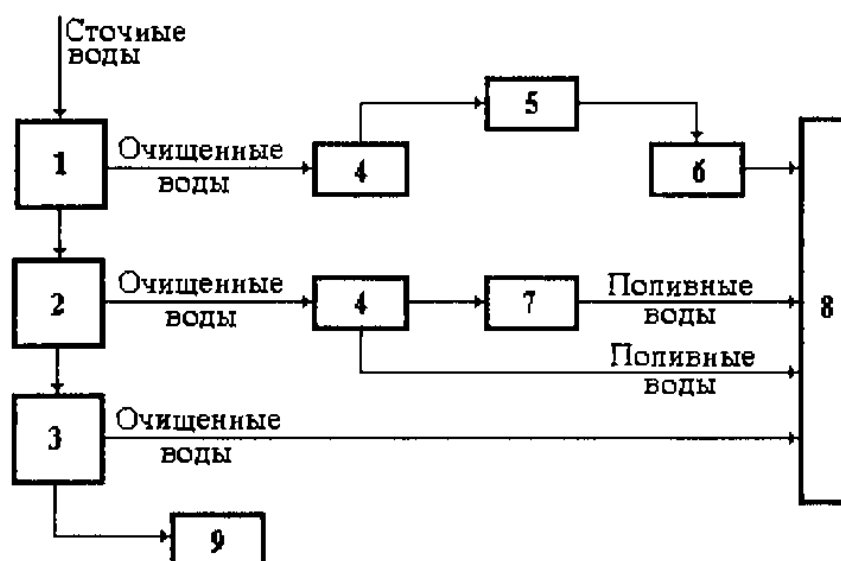 Сточные
воды
5
1
Очищенные
воды
4
6
2
Очищенные
воды
4
7
Поливные
воды
8
Поливные
воды
3
Очищенные
воды
9